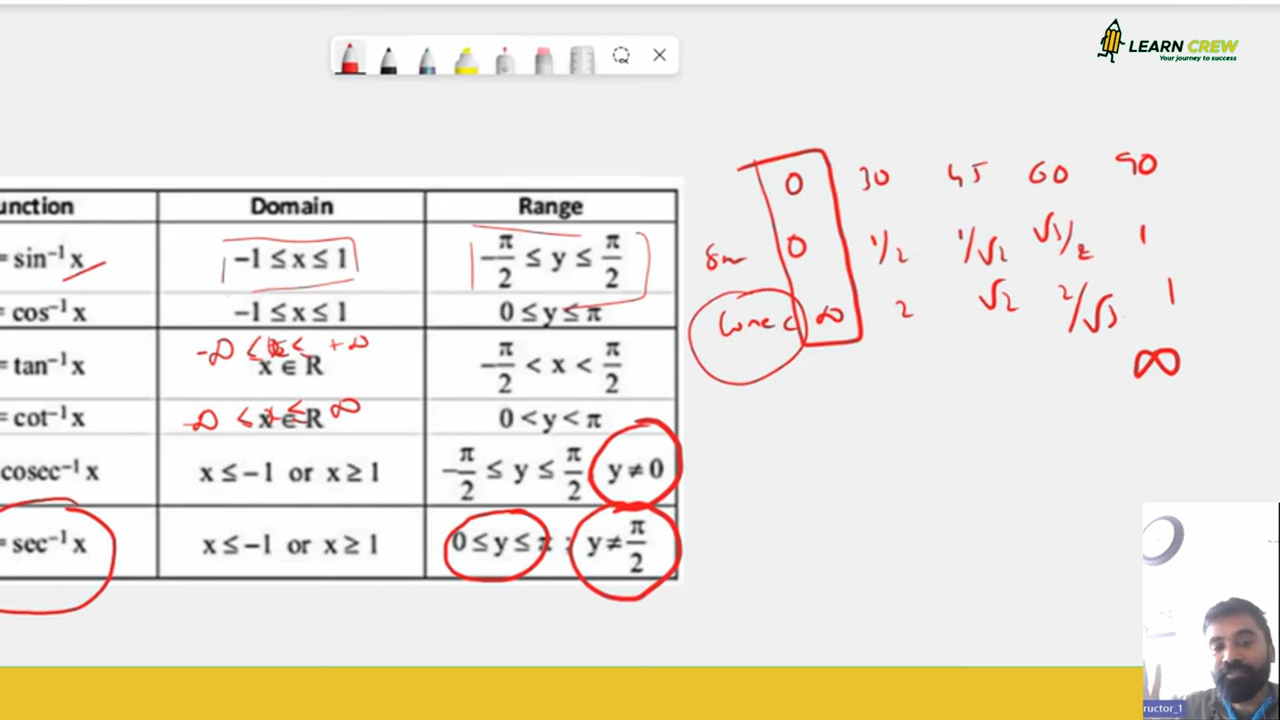 LEARN CREW
Your journey to success
unction Domain Range
= sin⁻¹ x -1 ≤ x ≤ 1 -π/2 ≤ y ≤ π/2
= cos⁻¹ x -1 ≤ x ≤ 1 0 ≤ y ≤ π
-∞ ≤ x ≤ +∞
= tan⁻¹ x x ∈ R -π/2 < x < π/2
-∞ ≤ x ≤ ∞
= cot⁻¹ x x ∈ R 0 < y < π
cosec⁻¹ x x ≤ -1 or x ≥ 1 -π/2 ≤ y ≤ π/2 y ≠ 0
= sec⁻¹ x x ≤ -1 or x ≥ 1 0 ≤ y ≤ π ; y ≠ π/2
0 30 45 60 90
Sin 0 1/2 1/√2 √3/2 1
Cosec ∞ 2 √2 2/√3 1
∞
ructor_1